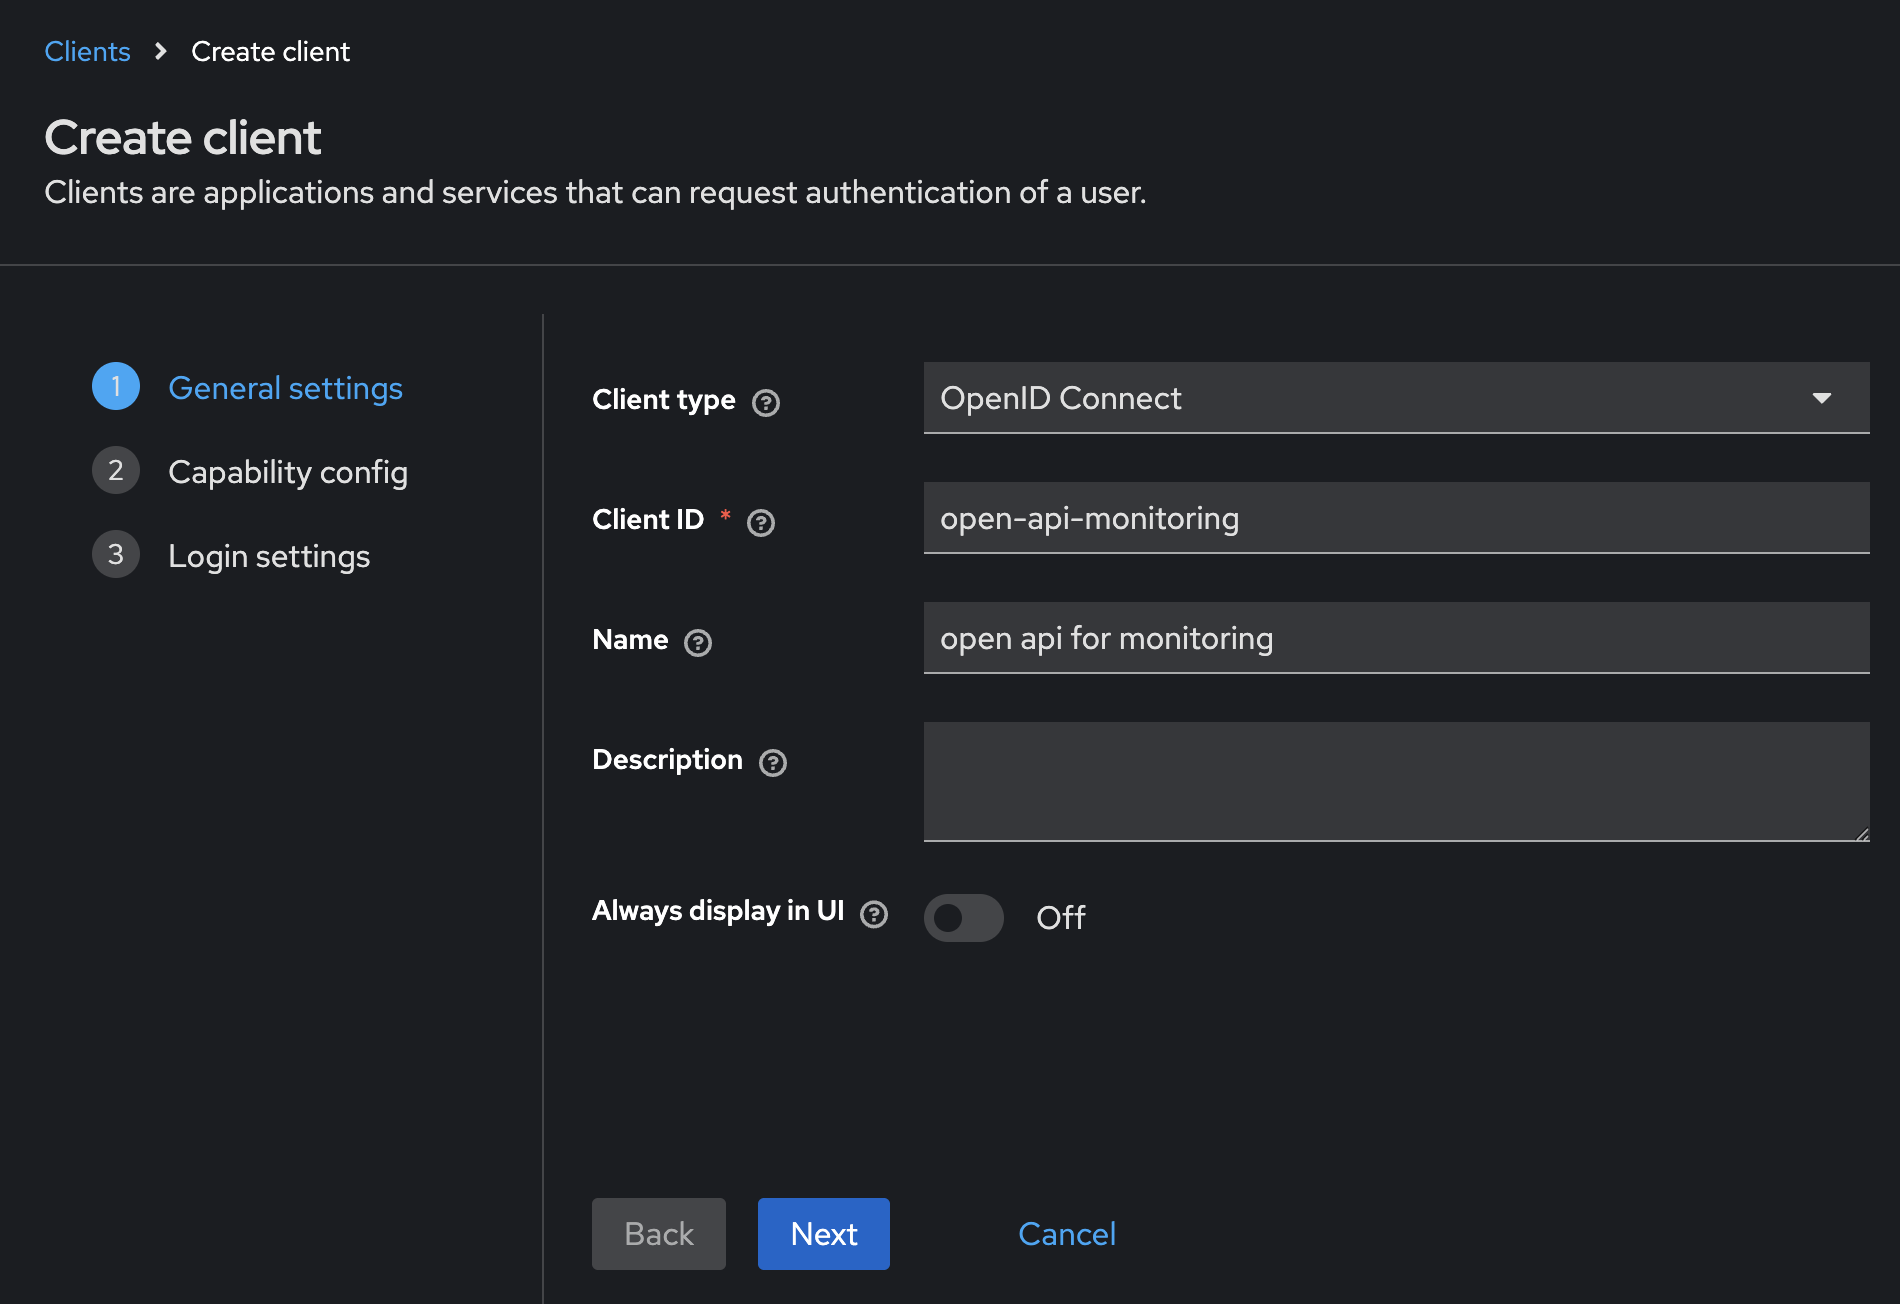 Clients > Create client
Create client
Clients are applications and services that can request authentication of a user.
1 General settings
2 Capability config
3 Login settings
Client type ? OpenID Connect
Client ID * ? open-api-monitoring
Name ? open api for monitoring
Description ?
Always display in UI ? Off
Back Next Cancel